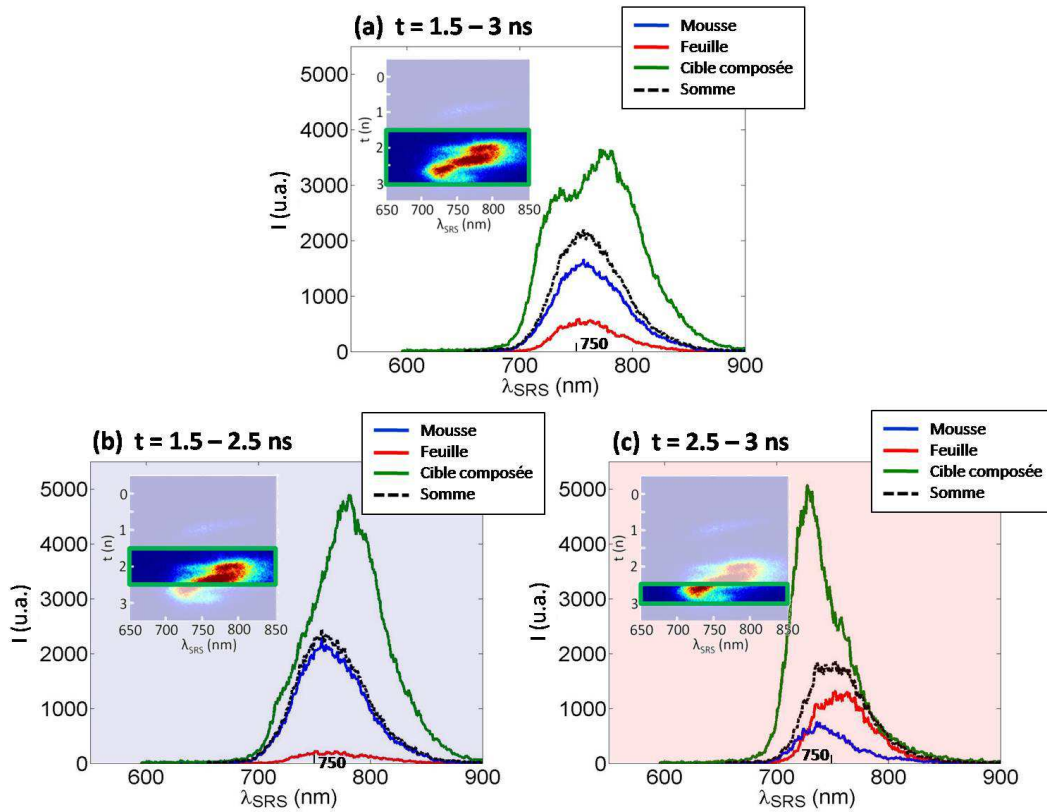 (a) t = 1.5 – 3 ns
Mousse
Feuille
Cible composée
Somme
5000
4000
3000
2000
1000
0
I (u.a.)
0
1
2
3
t (n)
650 700 750 800 850
λSRS (nm)
750
600 700 800 900
λSRS (nm)
(b) t = 1.5 – 2.5 ns
Mousse
Feuille
Cible composée
Somme
5000
4000
3000
2000
1000
0
I (u.a.)
0
1
2
3
t (n)
650 700 750 800 850
λSRS (nm)
750
600 700 800 900
λSRS (nm)
(c) t = 2.5 – 3 ns
Mousse
Feuille
Cible composée
Somme
5000
4000
3000
2000
1000
0
I (u.a.)
0
1
2
3
t (n)
650 700 750 800 850
λSRS (nm)
750
600 700 800 900
λSRS (nm)